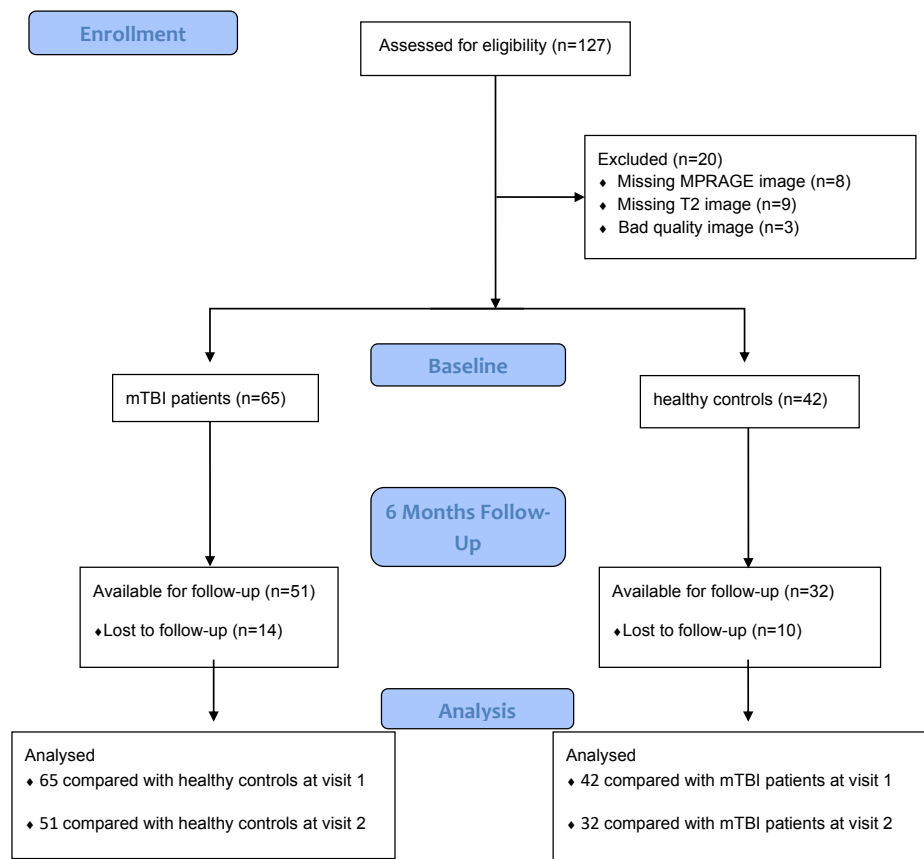 Enrollment
Assessed for eligibility (n=127)
Excluded (n=20)
♦ Missing MPRAGE image (n=8)
♦ Missing T2 image (n=9)
♦ Bad quality image (n=3)
Baseline
mTBI patients (n=65)
healthy controls (n=42)
6 Months Follow-
Up
Available for follow-up (n=51)
♦Lost to follow-up (n=14)
Available for follow-up (n=32)
♦Lost to follow-up (n=10)
Analysis
Analysed
♦ 65 compared with healthy controls at visit 1
♦ 51 compared with healthy controls at visit 2
Analysed
♦ 42 compared with mTBI patients at visit 1
♦ 32 compared with mTBI patients at visit 2